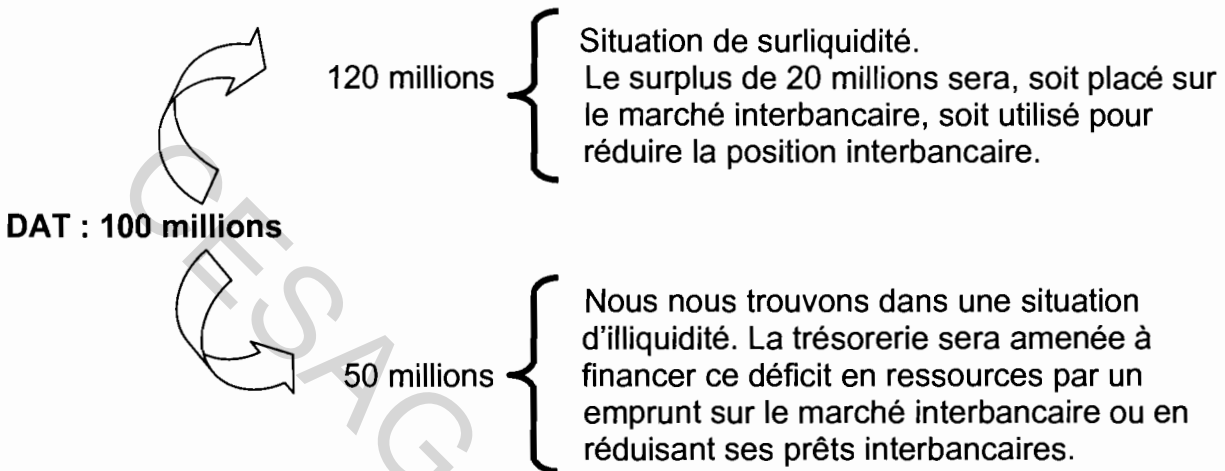 Situation de surliquidité.
120 millions
Le surplus de 20 millions sera, soit placé sur
le marché interbancaire, soit utilisé pour
réduire la position interbancaire.
DAT : 100 millions
Nous nous trouvons dans une situation
d'illiquidité. La trésorerie sera amenée à
50 millions
financer ce déficit en ressources par un
emprunt sur le marché interbancaire ou en
réduisant ses prêts interbancaires.
CESAG